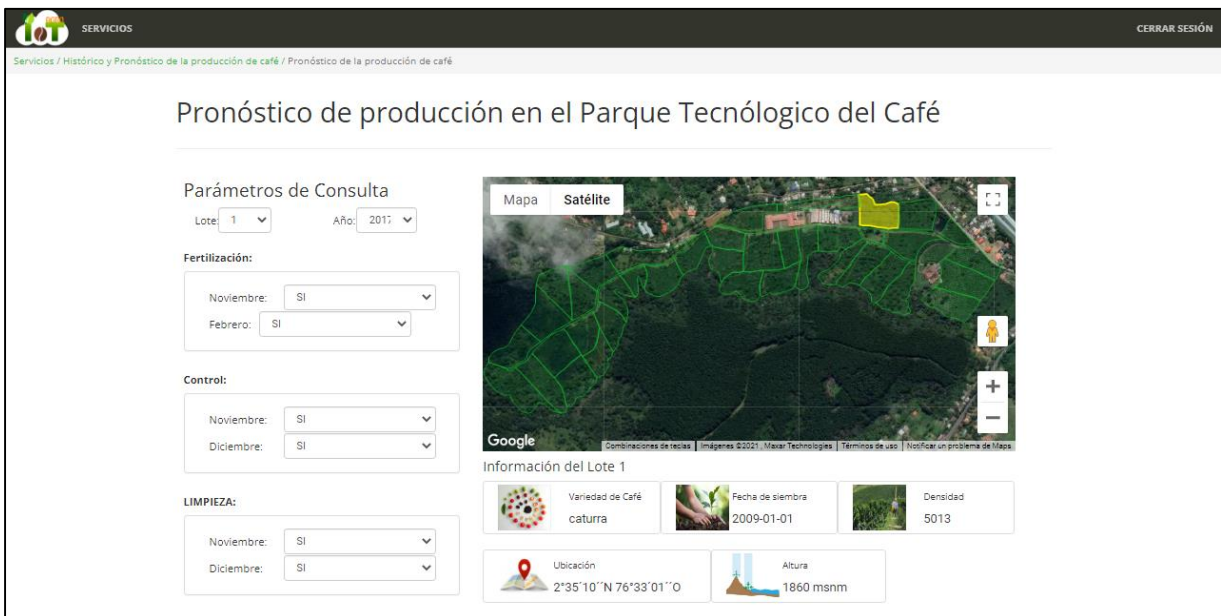 IoT
SERVICIOS
CERRAR SESIÓN
Servicios / Histórico y Pronóstico de la producción de café / Pronóstico de la producción de café
Pronóstico de producción en el Parque Tecnólogico del Café
Parámetros de Consulta
Lote: 1 Año: 2017
Fertilización:
Noviembre: SI
Febrero: SI
Control:
Noviembre: SI
Diciembre: SI
LIMPIEZA:
Noviembre: SI
Diciembre: SI
Mapa Satélite
Google
Combinaciones de teclas Imágenes ©2021 , Maxar Technologies Términos de uso Notificar un problema de Maps
Información del Lote 1
Variedad de Café
caturra
Fecha de siembra
2009-01-01
Densidad
5013
Ubicación
2°35´10´´N 76°33´01´´O
Altura
1860 msnm